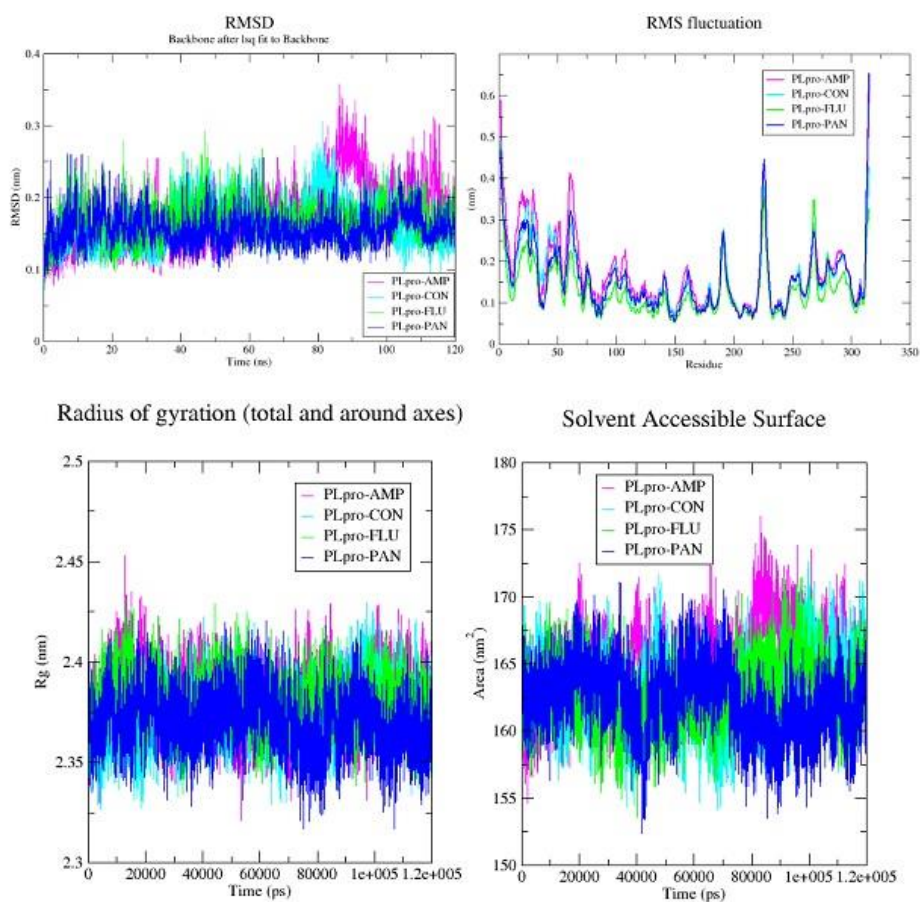 RMSD
Backbone after lsq fit to Backbone
0.4
0.3
0.2
0.1
0
RMSD (nm)
PLpro-AMP
PLpro-CON
PLpro-FLU
PLpro-PAN
0 20 40 60 80 100 120
Time (ns)
RMS fluctuation
0.6
0.5
0.4
0.3
0.2
0.1
0
(nm)
PLpro-AMP
PLpro-CON
PLpro-FLU
PLpro-PAN
0 50 100 150 200 250 300 350
Residue
Radius of gyration (total and around axes)
2.5
2.45
2.4
2.35
2.3
Rg (nm)
PLpro-AMP
PLpro-CON
PLpro-FLU
PLpro-PAN
0 20000 40000 60000 80000 1e+005 1.2e+005
Time (ps)
Solvent Accessible Surface
180
175
170
165
160
155
150
Area (nm²)
PLpro-AMP
PLpro-CON
PLpro-FLU
PLpro-PAN
0 20000 40000 60000 80000 1e+005 1.2e+005
Time (ps)